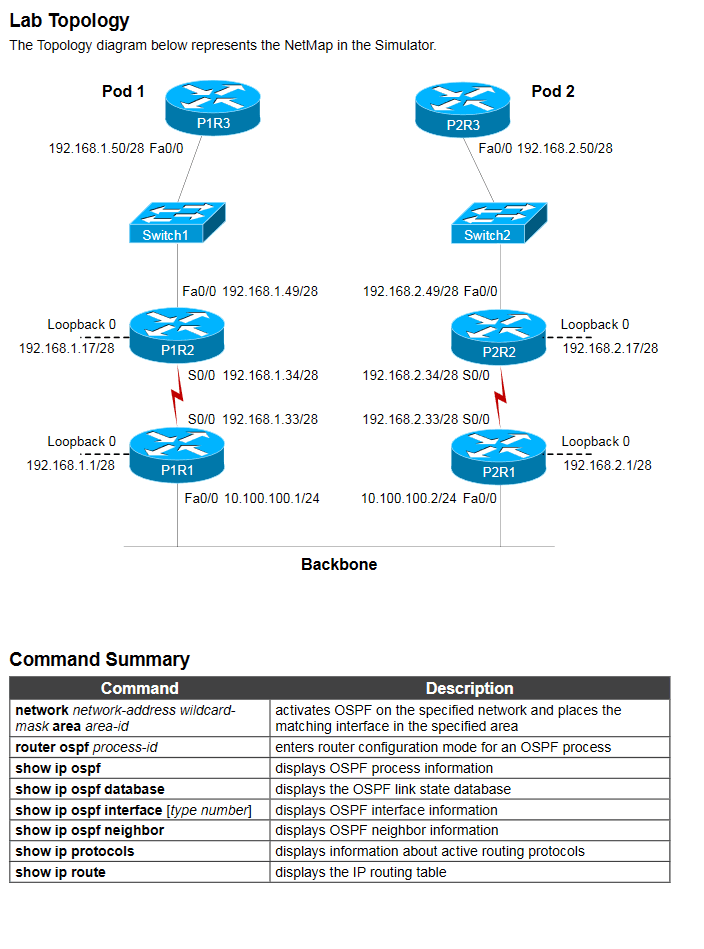 Lab Topology
The Topology diagram below represents the NetMap in the Simulator.
Pod 1
Pod 2
P1R3
P2R3
192.168.1.50/28 Fa0/0
Fa0/0 192.168.2.50/28
Switch1
Switch2
Fa0/0 192.168.1.49/28
192.168.2.49/28 Fa0/0
Loopback 0
Loopback 0
192.168.1.17/28
P1R2
P2R2
192.168.2.17/28
S0/0 192.168.1.34/28
192.168.2.34/28 S0/0
S0/0 192.168.1.33/28
192.168.2.33/28 S0/0
Loopback 0
Loopback 0
192.168.1.1/28
P1R1
P2R1
192.168.2.1/28
Fa0/0 10.100.100.1/24
10.100.100.2/24 Fa0/0
Backbone
Command Summary
Command Description
network network-address wildcard-
mask area area-id
activates OSPF on the specified network and places the
matching interface in the specified area
router ospf process-id enters router configuration mode for an OSPF process
show ip ospf displays OSPF process information
show ip ospf database displays the OSPF link state database
show ip ospf interface [type number] displays OSPF interface information
show ip ospf neighbor displays OSPF neighbor information
show ip protocols displays information about active routing protocols
show ip route displays the IP routing table